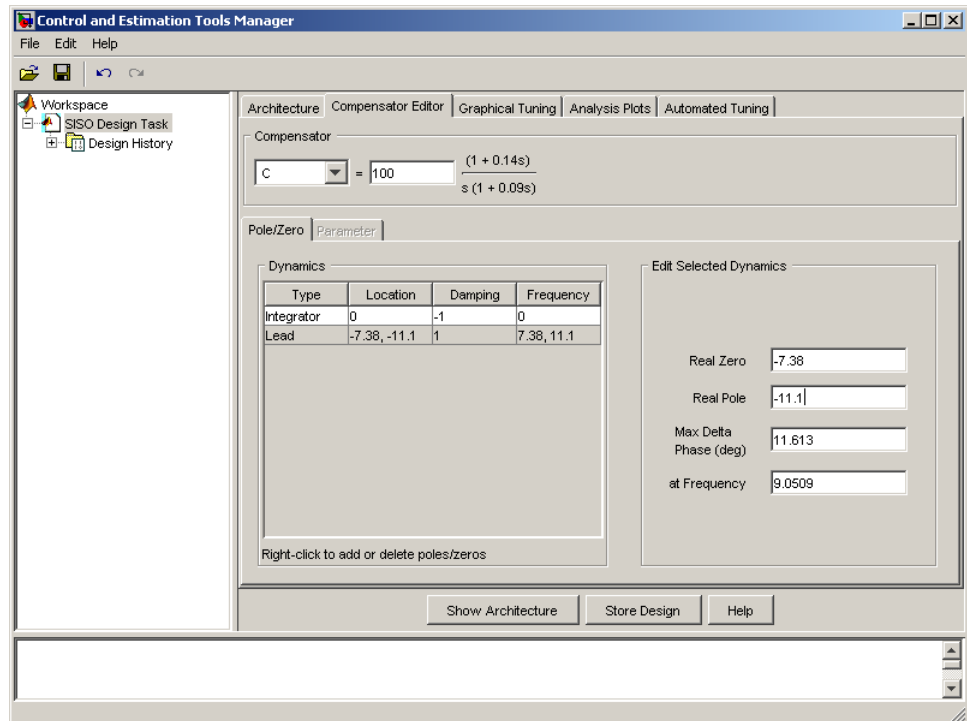 Control and Estimation Tools Manager
File Edit Help
Workspace
SISO Design Task
Design History
Architecture Compensator Editor Graphical Tuning Analysis Plots Automated Tuning
Compensator
C = 100 (1 + 0.14s)
s (1 + 0.09s)
Pole/Zero Parameter
Dynamics
Type Location Damping Frequency
Integrator 0 -1 0
Lead -7.38, -11.1 1 7.38, 11.1
Right-click to add or delete poles/zeros
Edit Selected Dynamics
Real Zero -7.38
Real Pole -11.1
Max Delta
Phase (deg) 11.613
at Frequency 9.0509
Show Architecture Store Design Help